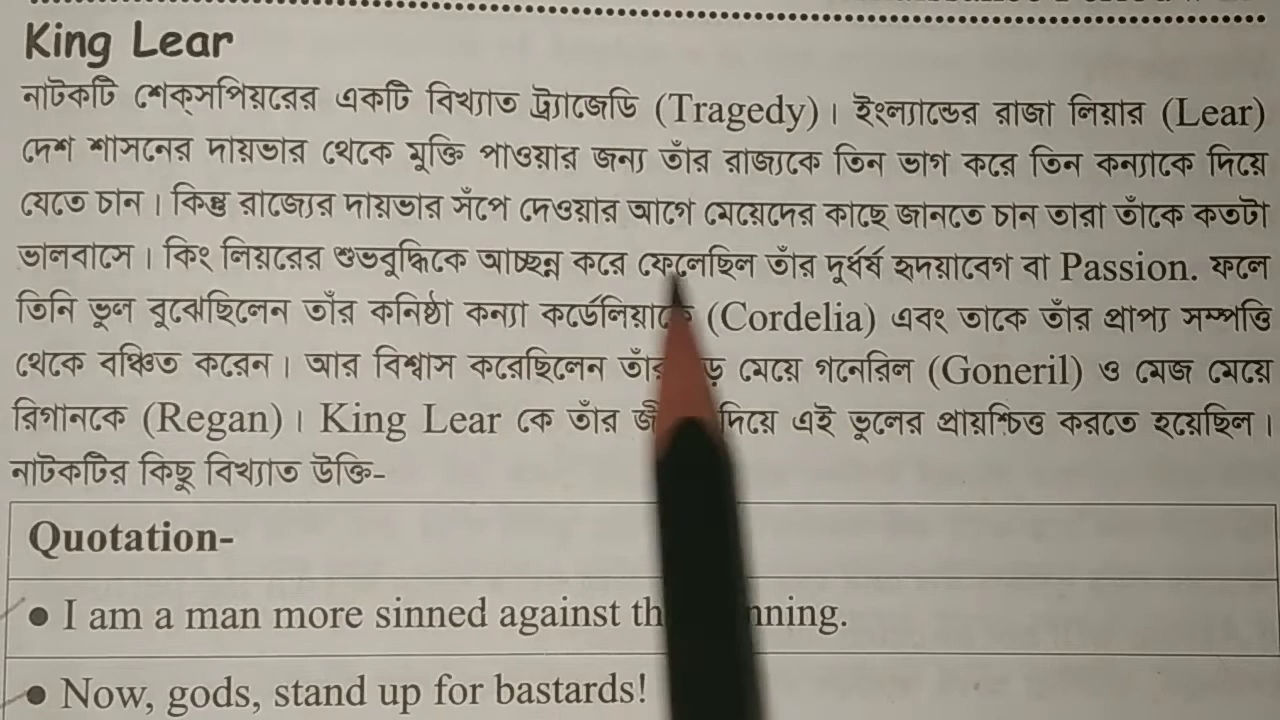 King Lear
নাটকটি শেক্সপিয়রের একটি বিখ্যাত ট্র্যাজেডি (Tragedy)। ইংল্যান্ডের রাজা লিয়ার (Lear)
দেশ শাসনের দায়ভার থেকে মুক্তি পাওয়ার জন্য তাঁর রাজ্যকে তিন ভাগ করে তিন কন্যাকে দিয়ে
যেতে চান। কিন্তু রাজ্যের দায়ভার সঁপে দেওয়ার আগে মেয়েদের কাছে জানতে চান তারা তাঁকে কতটা
ভালবাসে। কিং লিয়রের শুভবুদ্ধিকে আচ্ছন্ন করে ফেলেছিল তাঁর দুর্ধর্ষ হৃদয়াবেগ বা Passion. ফলে
তিনি ভুল বুঝেছিলেন তাঁর কনিষ্ঠা কন্যা কর্ডেলিয়াকে (Cordelia) এবং তাকে তাঁর প্রাপ্য সম্পত্তি
থেকে বঞ্চিত করেন। আর বিশ্বাস করেছিলেন তাঁর মেয়ে গনেরিল (Goneril) ও মেজ মেয়ে
রিগানকে (Regan)। King Lear কে তাঁর দিয়ে এই ভুলের প্রায়শ্চিত্ত করতে হয়েছিল।
নাটকটির কিছু বিখ্যাত উক্তি-
Quotation-
• I am a man more sinned against
• Now, gods, stand up for bastards!